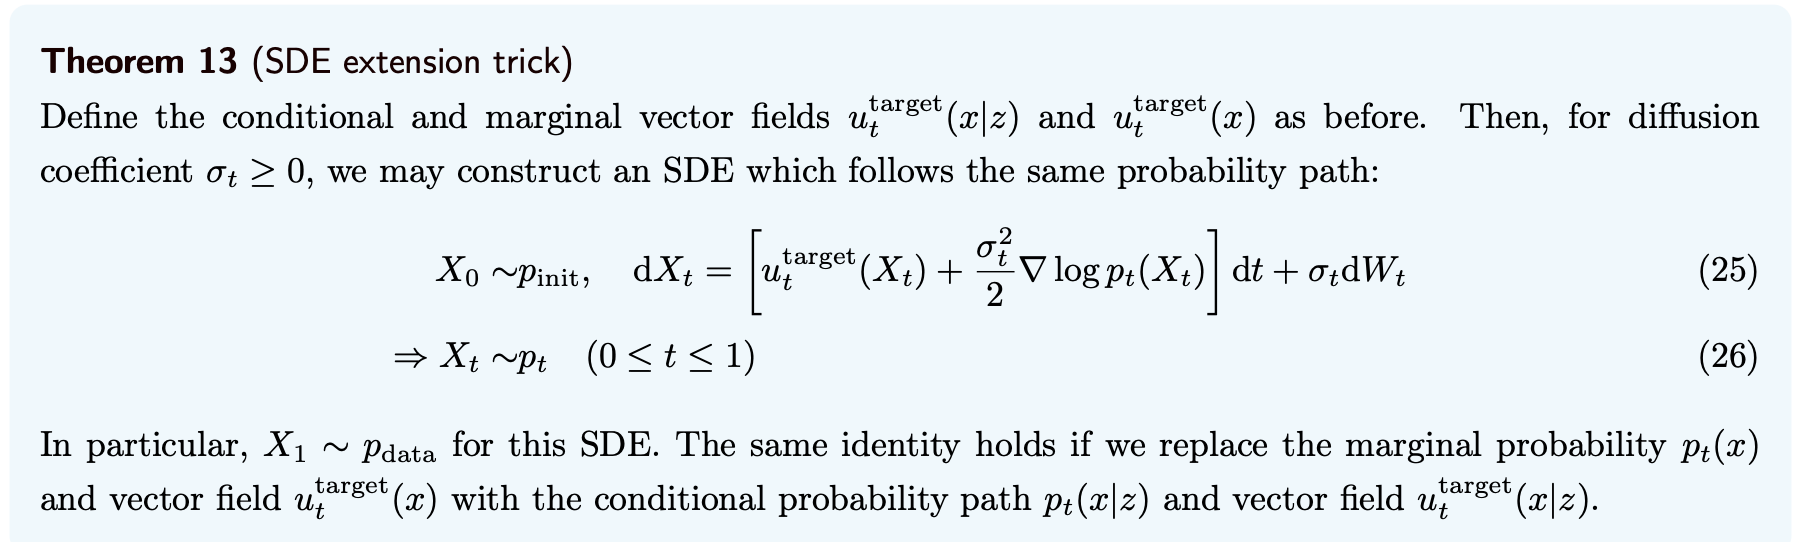 Theorem 13 (SDE extension trick)
Define the conditional and marginal vector fields $u_t^{\text{target}}(x|z)$ and $u_t^{\text{target}}(x)$ as before. Then, for diffusion
coefficient $\sigma_t \geq 0$, we may construct an SDE which follows the same probability path:
$X_0 \sim p_{\text{init}}, \quad \mathrm{d}X_t = \left[ u_t^{\text{target}}(X_t) + \frac{\sigma_t^2}{2} \nabla \log p_t(X_t) \right] \mathrm{d}t + \sigma_t \mathrm{d}W_t$ (25)
$\Rightarrow X_t \sim p_t \quad (0 \leq t \leq 1)$ (26)
In particular, $X_1 \sim p_{\text{data}}$ for this SDE. The same identity holds if we replace the marginal probability $p_t(x)$
and vector field $u_t^{\text{target}}(x)$ with the conditional probability path $p_t(x|z)$ and vector field $u_t^{\text{target}}(x|z)$.